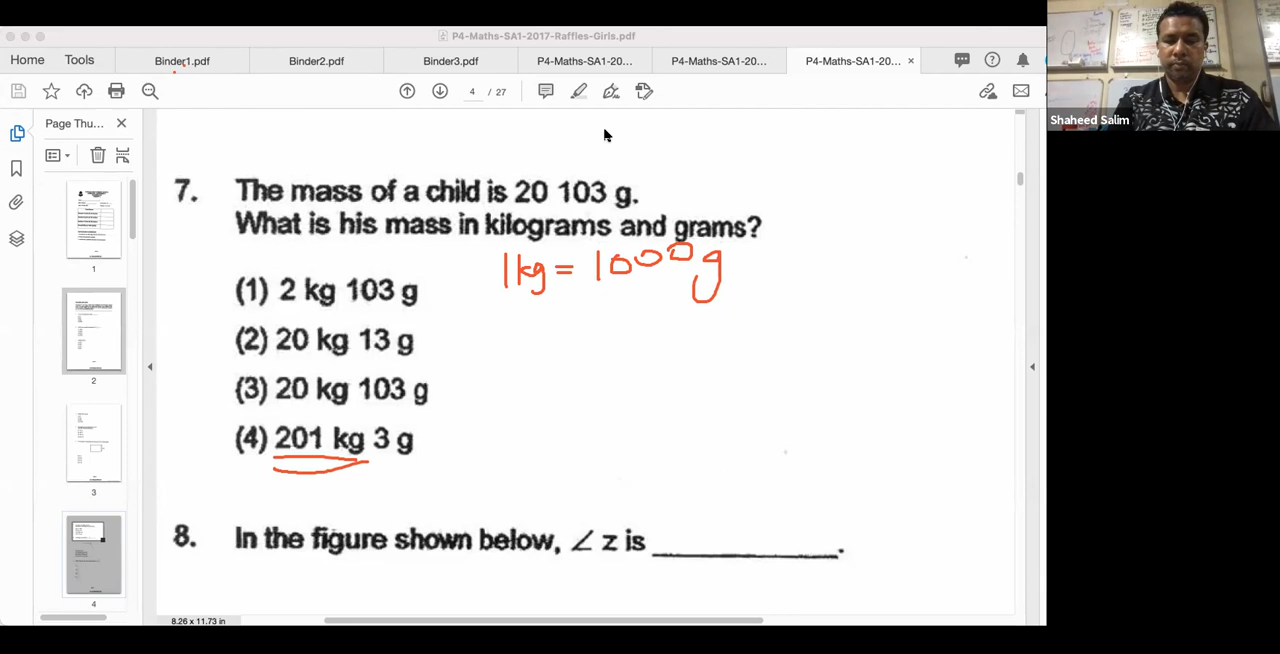 P4-Maths-SA1-2017-Raffles-Girls.pdf
Home Tools Binder1.pdf Binder2.pdf Binder3.pdf P4-Maths-SA1-20... P4-Maths-SA1-20... P4-Maths-SA1-20... ×
4 / 27
Page Thu... ×
1
2
3
4
7. The mass of a child is 20 103 g.
What is his mass in kilograms and grams?
1kg = 1000g
(1) 2 kg 103 g
(2) 20 kg 13 g
(3) 20 kg 103 g
(4) 201 kg 3 g
8. In the figure shown below, ∠ z is ____________.
8.26 x 11.73 in
Shaheed Salim